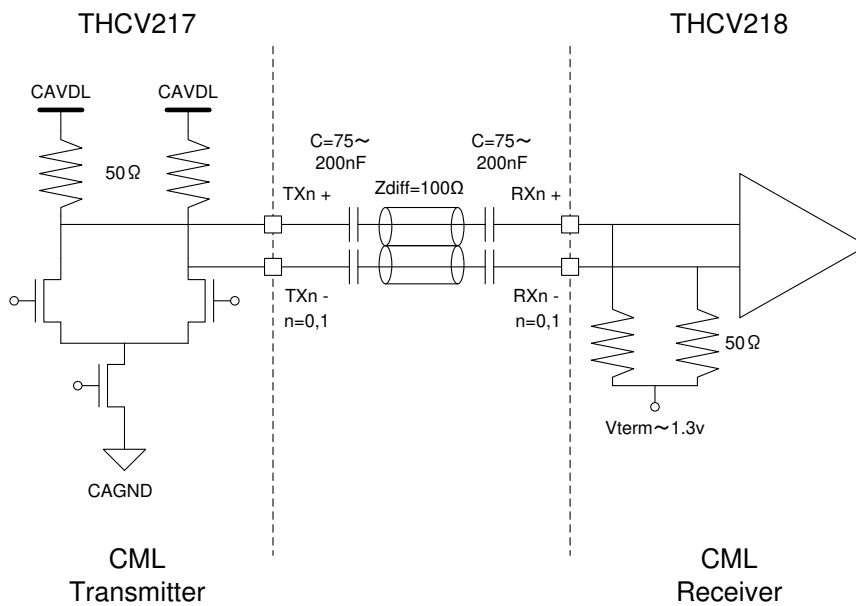 THCV217
THCV218
CAVDL
CAVDL
50Ω
C=75～
200nF
C=75～
200nF
Zdiff=100Ω
TXn +
RXn +
TXn -
n=0,1
RXn -
n=0,1
50Ω
Vterm～1.3v
CAGND
CML
Transmitter
CML
Receiver